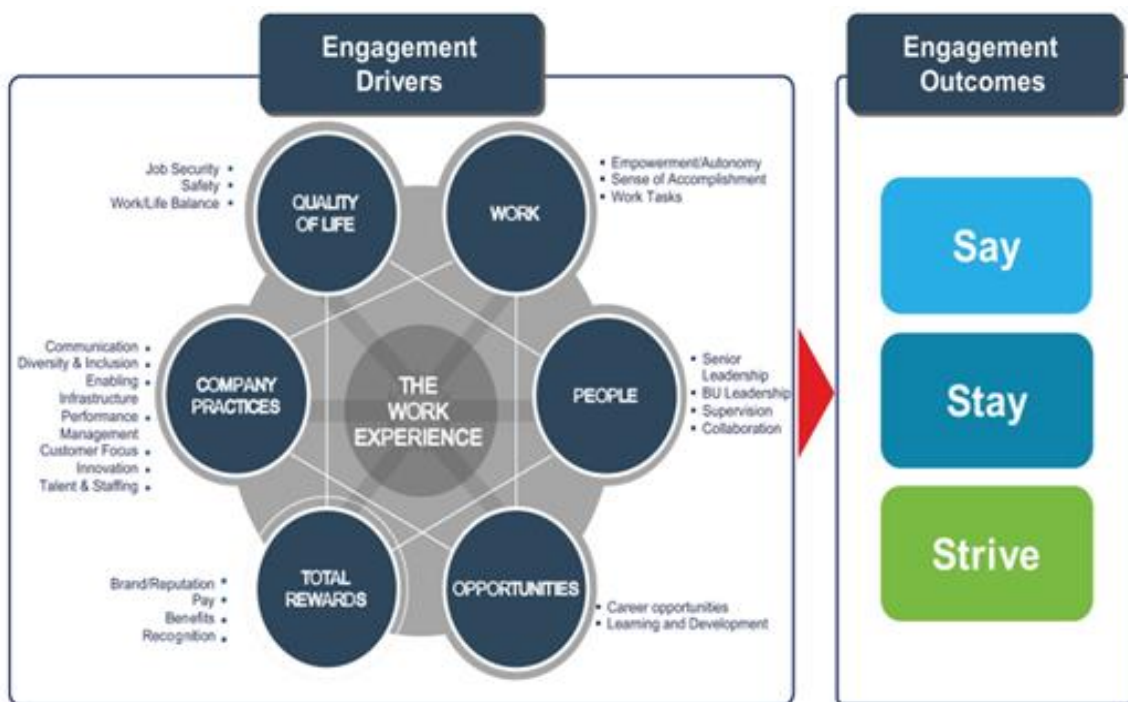 Engagement
Drivers
Engagement
Outcomes
Job Security
Safety
Work/Life Balance
QUALITY
OF LIFE
WORK
Empowerment/Autonomy
Sense of Accomplishment
Work Tasks
Communication
Diversity & Inclusion
Enabling
Infrastructure
Performance
Management
Customer Focus
Innovation
Talent & Staffing
COMPANY
PRACTICES
THE
WORK
EXPERIENCE
PEOPLE
Senior
Leadership
BU Leadership
Supervision
Collaboration
Brand/Reputation
Pay
Benefits
Recognition
TOTAL
REWARDS
OPPORTUNITIES
Career opportunities
Learning and Development
Say
Stay
Strive